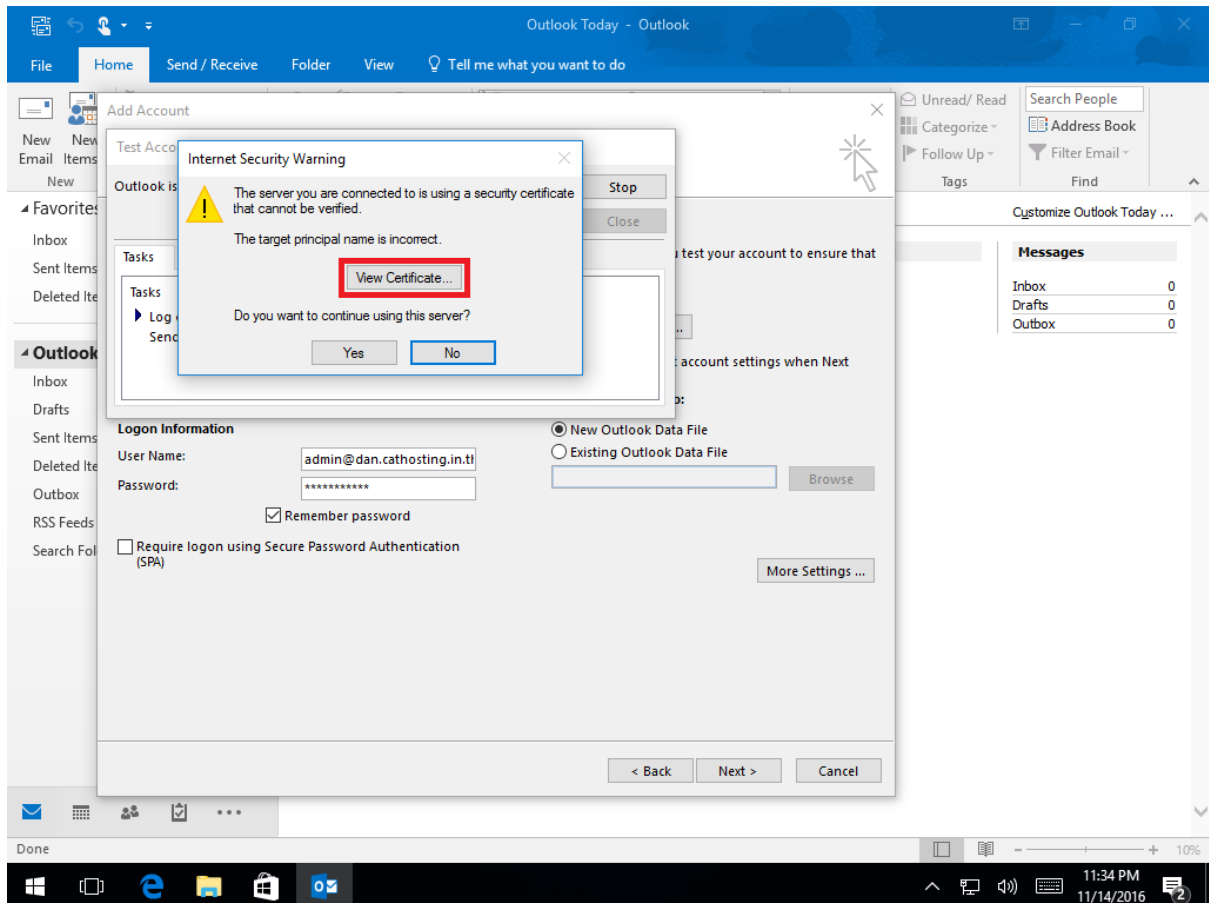 Outlook Today - Outlook
File Home Send / Receive Folder View Tell me what you want to do
New Email
New Items
New
Unread/ Read
Categorize
Follow Up
Tags
Search People
Address Book
Filter Email
Find
Favorites
Inbox
Sent Items
Deleted Ite
Outlook
Inbox
Drafts
Sent Items
Deleted Ite
Outbox
RSS Feeds
Search Fol
Add Account
Test Acco
Outlook is
Stop
Close
Tasks
Tasks
Log
Send
Internet Security Warning
The server you are connected to is using a security certificate
that cannot be verified.
The target principal name is incorrect.
View Certificate...
Do you want to continue using this server?
Yes No
test your account to ensure that
account settings when Next
Logon Information
User Name: admin@dan.cathosting.in.th
Password: ***********
Remember password
Require logon using Secure Password Authentication
(SPA)
New Outlook Data File
Existing Outlook Data File
Browse
More Settings ...
< Back Next > Cancel
Customize Outlook Today ...
Messages
Inbox 0
Drafts 0
Outbox 0
Done
10%
11:34 PM
11/14/2016
2